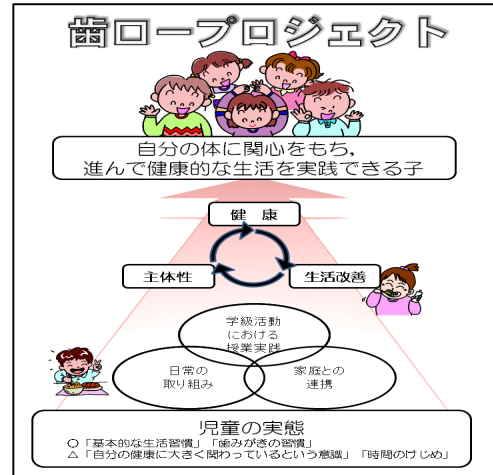 歯ロープロジェクト
自分の体に関心をもち，
進んで健康的な生活を実践できる子
健　康
主体性
生活改善
学級活動
における
授業実践
日常の
取り組み
家庭との
連携
児童の実態
○「基本的な生活習慣」「歯みがきの習慣」
△「自分の健康に大きく関わっているという意識」「時間のけじめ」